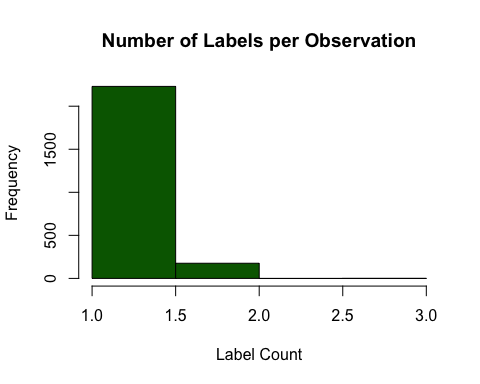 Number of Labels per Observation
Frequency
1500
500
0
1.0 1.5 2.0 2.5 3.0
Label Count